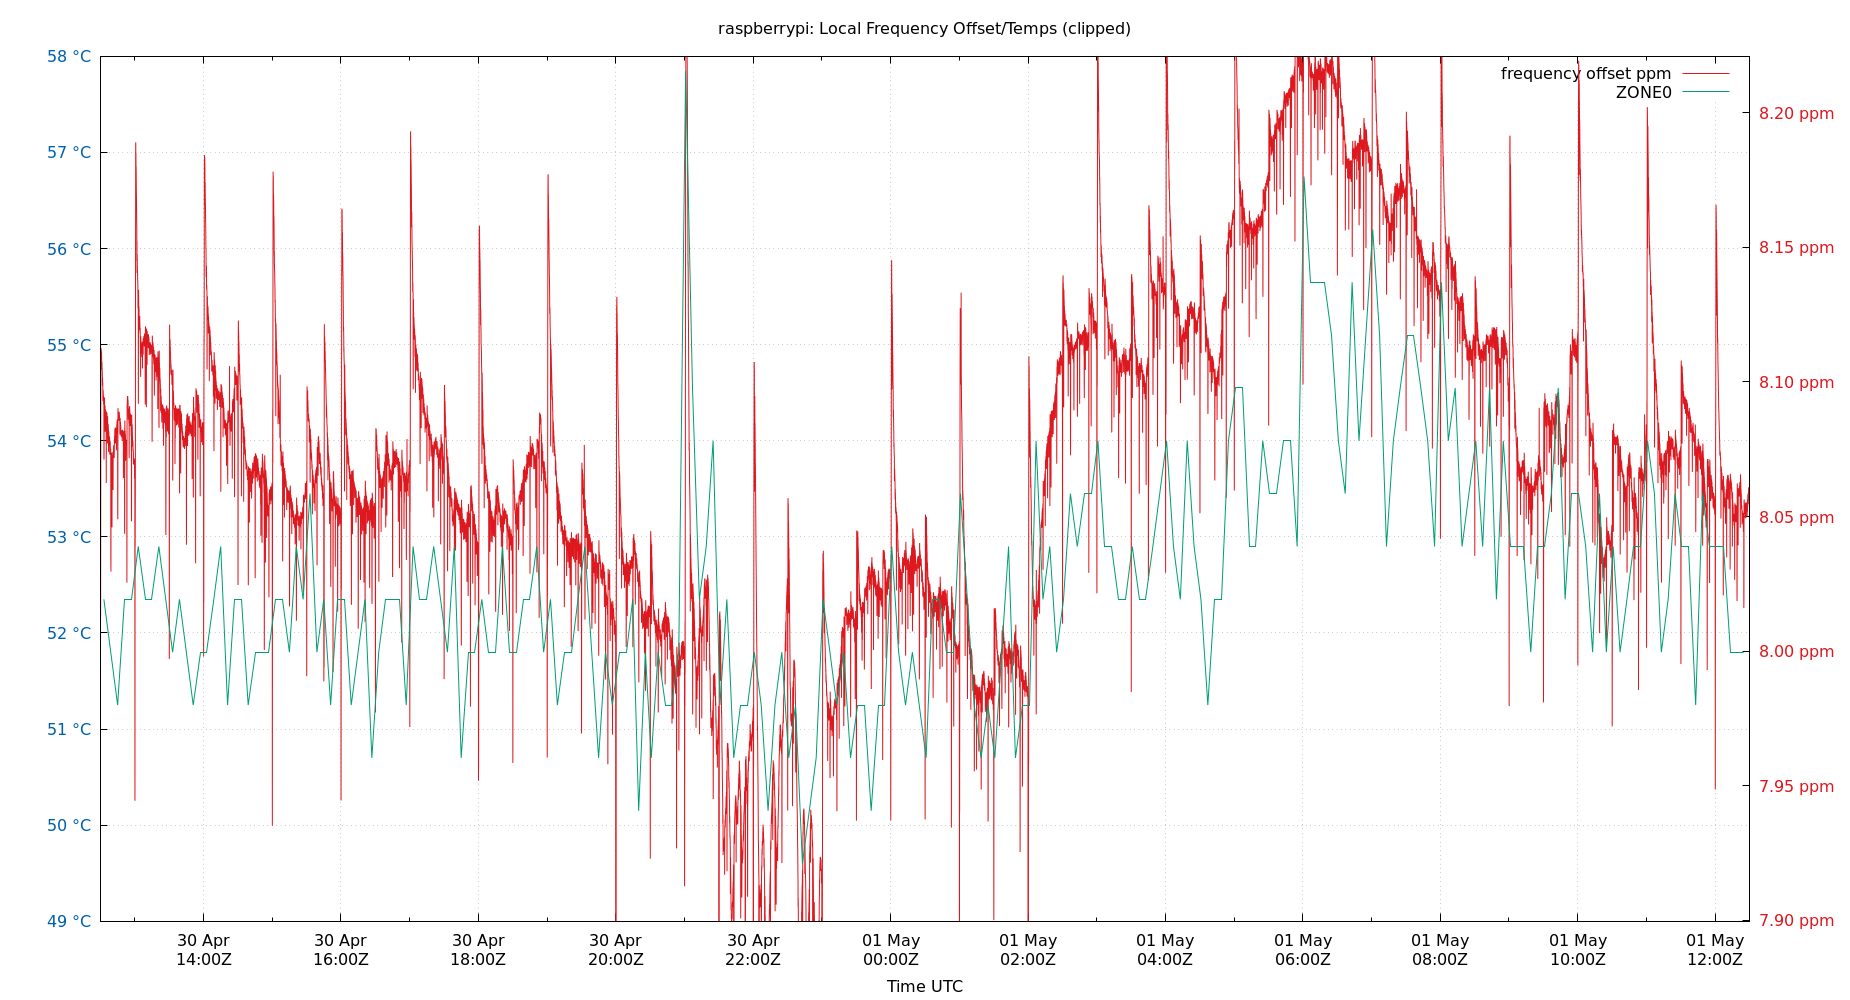 raspberrypi: Local Frequency Offset/Temps (clipped)
58 °C
57 °C
56 °C
55 °C
54 °C
53 °C
52 °C
51 °C
50 °C
49 °C
frequency offset ppm
ZONE0
8.20 ppm
8.15 ppm
8.10 ppm
8.05 ppm
8.00 ppm
7.95 ppm
7.90 ppm
30 Apr 30 Apr 30 Apr 30 Apr 30 Apr 01 May 01 May 01 May 01 May 01 May 01 May 01 May
14:00Z 16:00Z 18:00Z 20:00Z 22:00Z 00:00Z 02:00Z 04:00Z 06:00Z 08:00Z 10:00Z 12:00Z
Time UTC